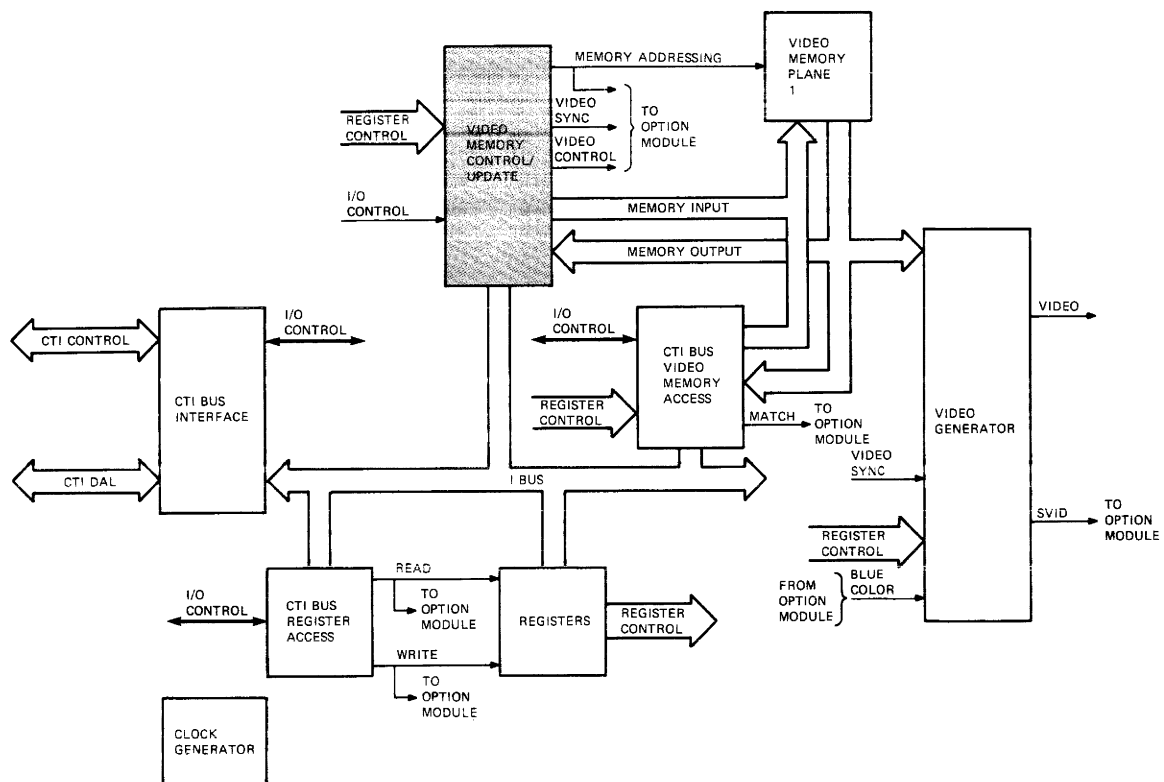 MEMORY ADDRESSING
VIDEO
MEMORY
PLANE
1
REGISTER
CONTROL
VIDEO
MEMORY
CONTROL/
UPDATE
VIDEO
SYNC
VIDEO
CONTROL
TO
OPTION
MODULE
I/O
CONTROL
MEMORY INPUT
MEMORY OUTPUT
CTI CONTROL
CTI DAL
CTI BUS
INTERFACE
I/O
CONTROL
I/O
CONTROL
REGISTER
CONTROL
CTI BUS
VIDEO
MEMORY
ACCESS
MATCH
TO
OPTION
MODULE
I BUS
VIDEO
GENERATOR
VIDEO
VIDEO
SYNC
SVID
TO
OPTION
MODULE
REGISTER
CONTROL
FROM
OPTION
MODULE
BLUE
COLOR
I/O
CONTROL
CTI BUS
REGISTER
ACCESS
READ
TO
OPTION
MODULE
WRITE
TO
OPTION
MODULE
REGISTERS
REGISTER
CONTROL
CLOCK
GENERATOR